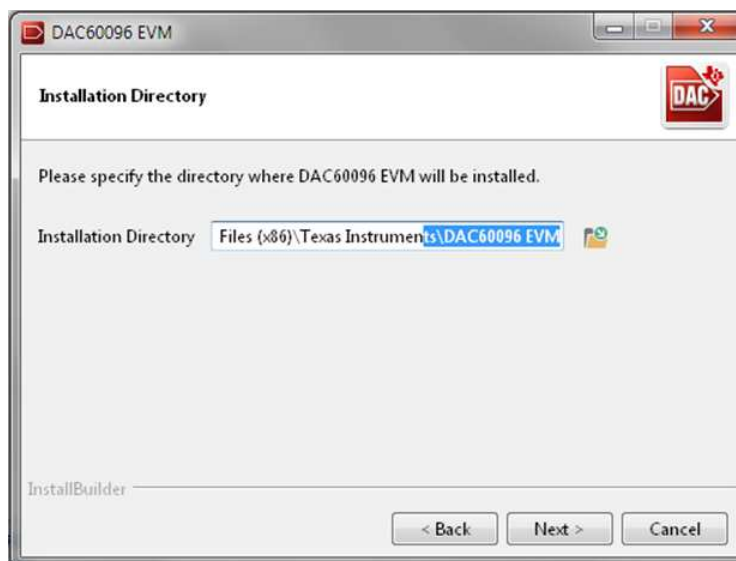 DAC60096 EVM
Installation Directory
DAC
Please specify the directory where DAC60096 EVM will be installed.
Installation Directory Files (x86)\Texas Instruments\DAC60096 EVM
InstallBuilder
< Back Next > Cancel